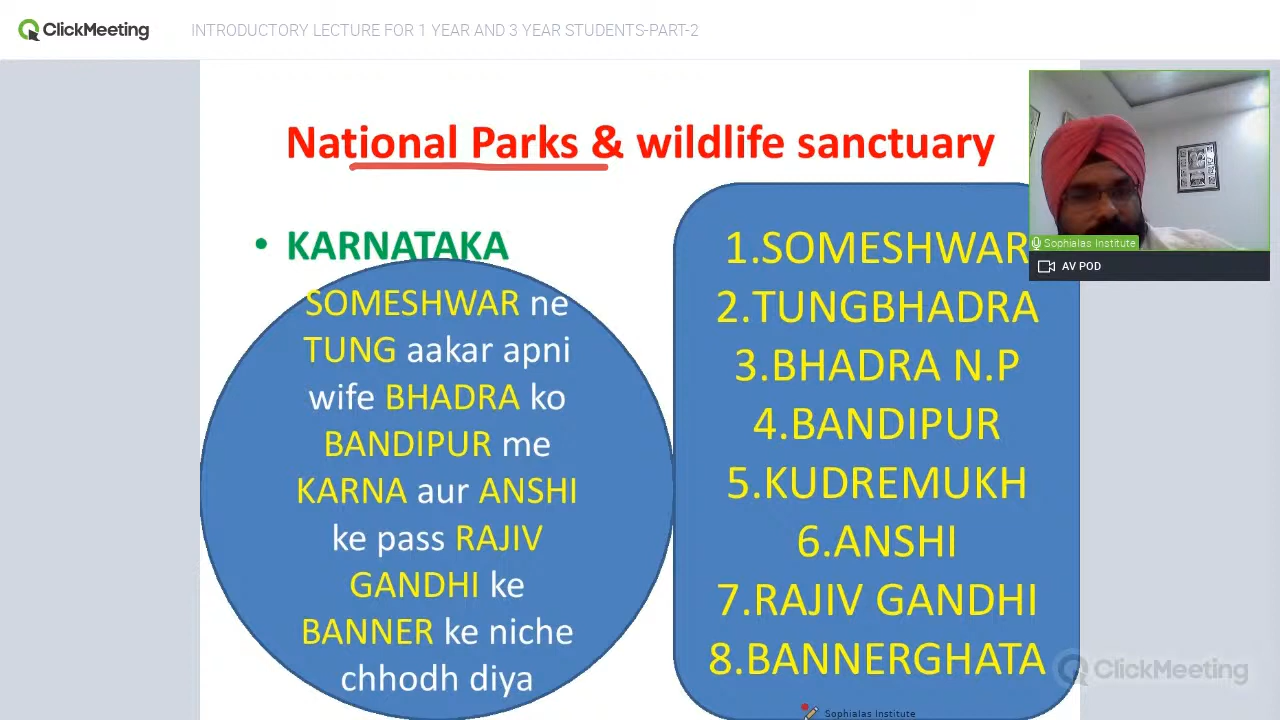 ClickMeeting
INTRODUCTORY LECTURE FOR 1 YEAR AND 3 YEAR STUDENTS-PART-2
National Parks & wildlife sanctuary
• KARNATAKA
SOMESHWAR ne
TUNG aakar apni
wife BHADRA ko
BANDIPUR me
KARNA aur ANSHI
ke pass RAJIV
GANDHI ke
BANNER ke niche
chhodh diya
1.SOMESHWAR
2.TUNGBHADRA
3.BHADRA N.P
4.BANDIPUR
5.KUDREMUKH
6.ANSHI
7.RAJIV GANDHI
8.BANNERGHATA
Sophialas Institute
AV POD
ClickMeeting
Sophialas Institute